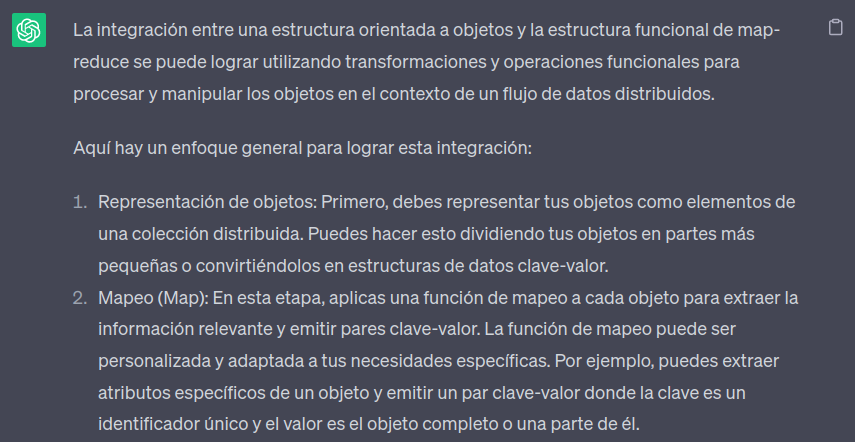 La integración entre una estructura orientada a objetos y la estructura funcional de map-
reduce se puede lograr utilizando transformaciones y operaciones funcionales para
procesar y manipular los objetos en el contexto de un flujo de datos distribuidos.
Aquí hay un enfoque general para lograr esta integración:
1. Representación de objetos: Primero, debes representar tus objetos como elementos de
una colección distribuida. Puedes hacer esto dividiendo tus objetos en partes más
pequeñas o convirtiéndolos en estructuras de datos clave-valor.
2. Mapeo (Map): En esta etapa, aplicas una función de mapeo a cada objeto para extraer la
información relevante y emitir pares clave-valor. La función de mapeo puede ser
personalizada y adaptada a tus necesidades específicas. Por ejemplo, puedes extraer
atributos específicos de un objeto y emitir un par clave-valor donde la clave es un
identificador único y el valor es el objeto completo o una parte de él.